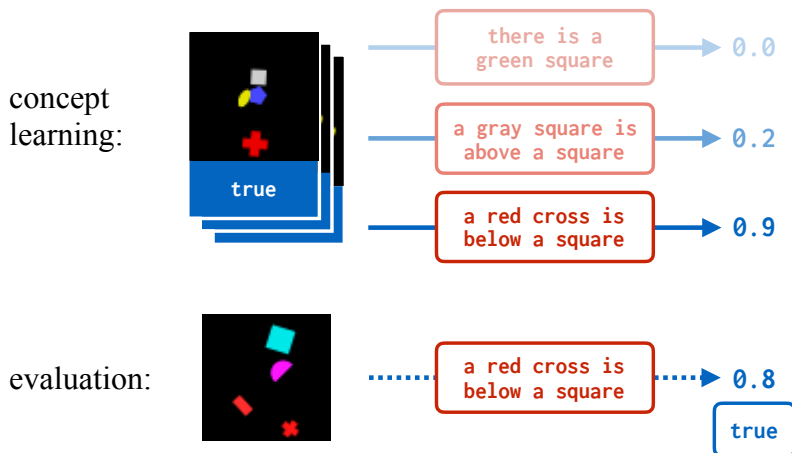 concept
learning:
true
there is a
green square
0.0
a gray square is
above a square
0.2
a red cross is
below a square
0.9
evaluation:
a red cross is
below a square
0.8
true